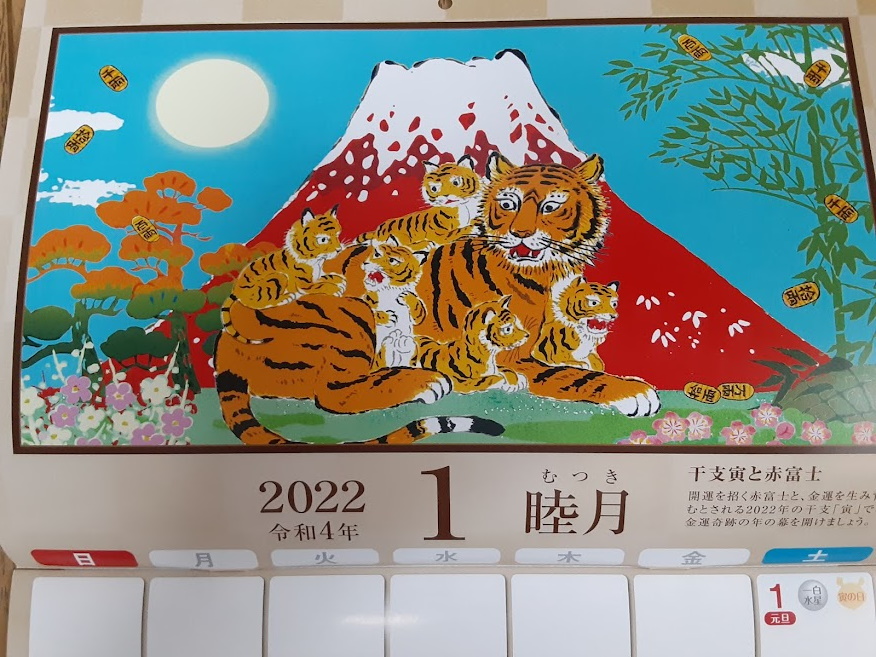 2022
令和4年
1
むつき
睦月
干支寅と赤富士
開運を招く赤富士と、金運を生み
むとされる2022年の干支「寅」で
金運奇跡の年の幕を開けましょう。
日 月 火 水 木 金 土
1
元旦
一白
水星
寅の日